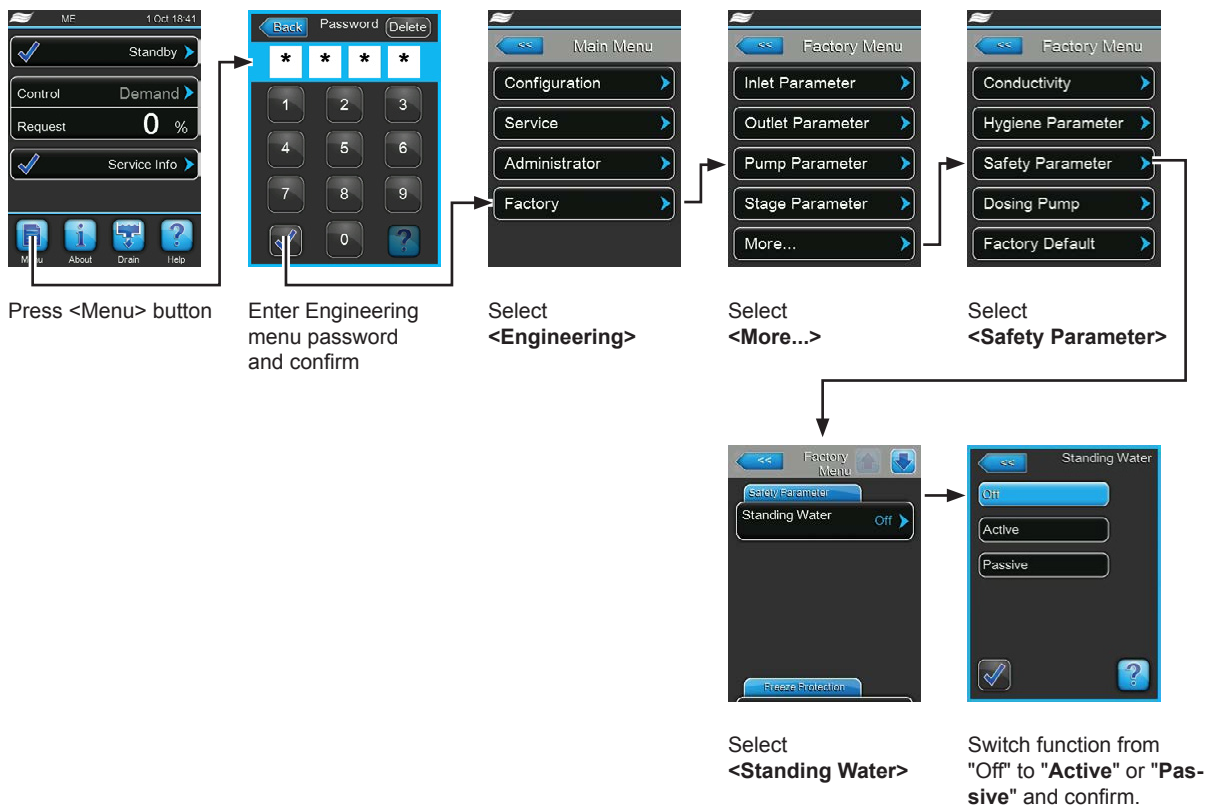 ME 1 Oct 18:41
Standby
Control Demand
Request 0 %
Service Info
Menu About Drain Help
Press <Menu> button
Back Password Delete
* * * *
1 2 3
4 5 6
7 8 9
0 ?
Enter Engineering
menu password
and confirm
<< Main Menu
Configuration
Service
Administrator
Factory
Select
<Engineering>
<< Factory Menu
Inlet Parameter
Outlet Parameter
Pump Parameter
Stage Parameter
More...
Select
<More...>
<< Factory Menu
Conductivity
Hygiene Parameter
Safety Parameter
Dosing Pump
Factory Default
Select
<Safety Parameter>
<< Factory
Menu
Safety Parameter
Standing Water Off
Freeze Protection
Select
<Standing Water>
<< Standing Water
Off
Active
Passive
?
Switch function from
"Off" to "Active" or "Pas-
sive" and confirm.